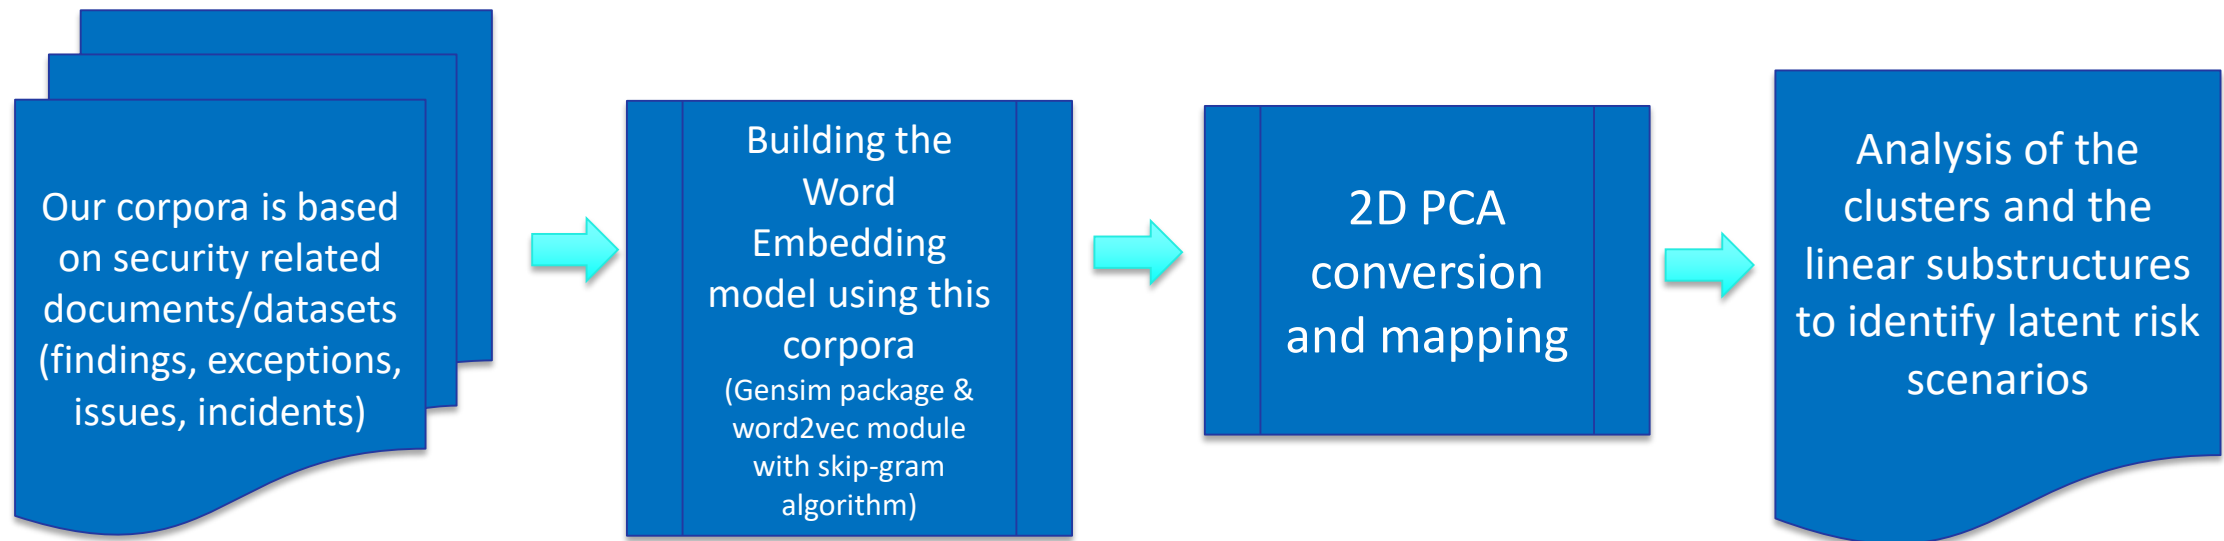 Our corpora is based
on security related
documents/datasets
(findings, exceptions,
issues, incidents)
Building the
Word
Embedding
model using this
corpora
(Gensim package &
word2vec module
with skip-gram
algorithm)
2D PCA
conversion
and mapping
Analysis of the
clusters and the
linear substructures
to identify latent risk
scenarios